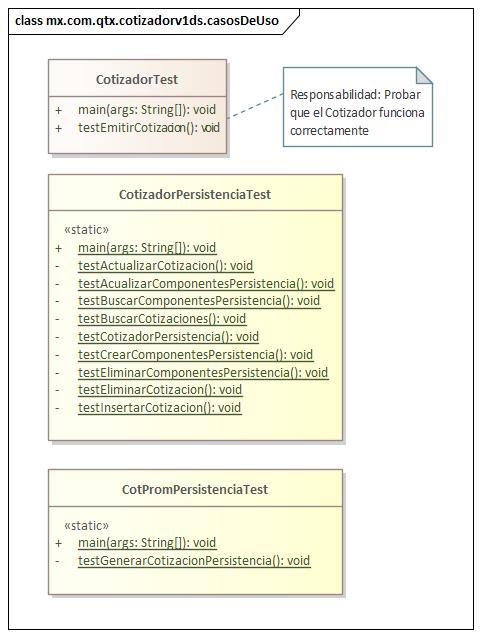 class mx.com.qtx.cotizadorv1ds.casosDeUso
CotizadorTest
+ main(args: String[]): void
+ testEmitirCotizacion(): void
Responsabilidad: Probar
que el Cotizador funciona
correctamente
CotizadorPersistenciaTest
«static»
+ main(args: String[]): void
- testActualizarCotizacion(): void
- testAcualizarComponentesPersistencia(): void
- testBuscarComponentesPersistencia(): void
- testBuscarCotizaciones(): void
- testCotizadorPersistencia(): void
- testCrearComponentesPersistencia(): void
- testEliminarComponentesPersistencia(): void
- testEliminarCotizacion(): void
- testInsertarCotizacion(): void
CotPromPersistenciaTest
«static»
+ main(args: String[]): void
- testGenerarCotizacionPersistencia(): void